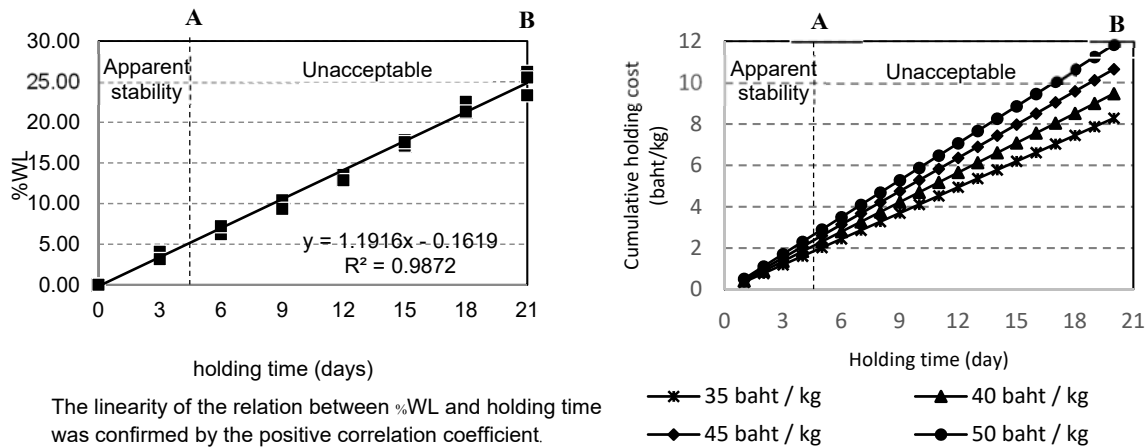 A
B
30.00
25.00
20.00
15.00
10.00
5.00
0.00
%WL
Apparent
stability
Unacceptable
y = 1.1916x - 0.1619
R² = 0.9872
0 3 6 9 12 15 18 21
holding time (days)
The linearity of the relation between %WL and holding time
was confirmed by the positive correlation coefficient.
A
B
12
10
8
6
4
2
0
Cumulative holding cost
(baht/kg)
Apparent
stability
Unacceptable
0 3 6 9 12 15 18 21
Holding time (day)
35 baht / kg
40 baht / kg
45 baht / kg
50 baht / kg